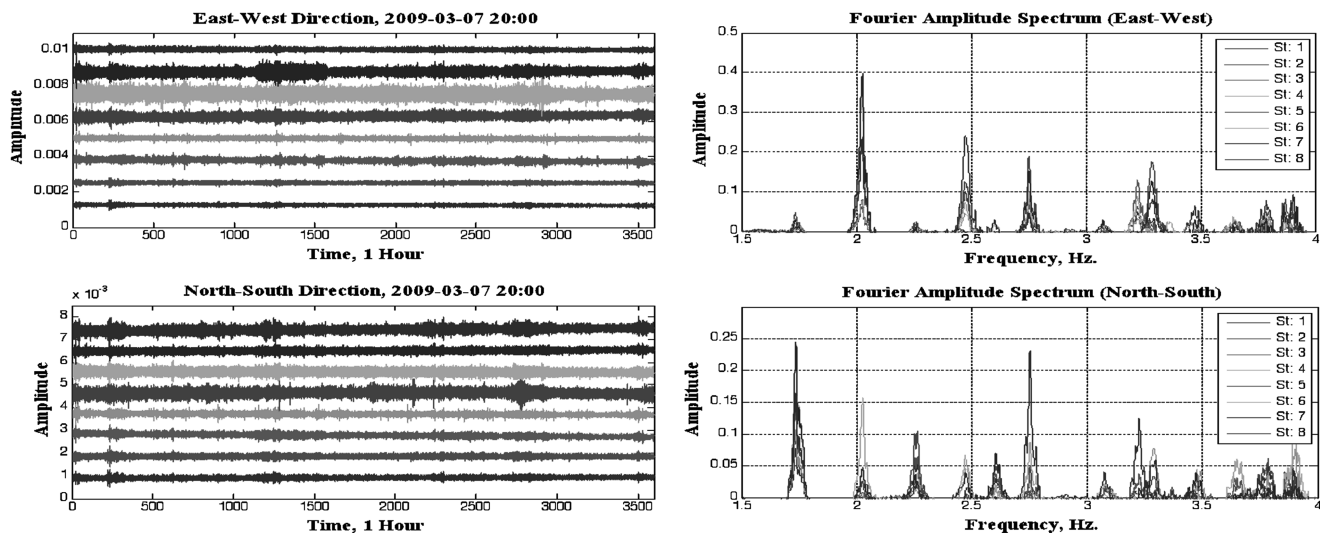 East-West Direction, 2009-03-07 20:00
0.01
0.008
0.006
0.004
0.002
0
Amplitude
0 500 1000 1500 2000 2500 3000 3500
Time, 1 Hour
Fourier Amplitude Spectrum (East-West)
0.5
0.4
0.3
0.2
0.1
0
Amplitude
1.5 2 2.5 3 3.5 4
Frequency, Hz.
St: 1
St: 2
St: 3
St: 4
St: 5
St: 6
St: 7
St: 8
North-South Direction, 2009-03-07 20:00
x 10⁻³
8
7
6
5
4
3
2
1
0
Amplitude
0 500 1000 1500 2000 2500 3000 3500
Time, 1 Hour
Fourier Amplitude Spectrum (North-South)
0.25
0.2
0.15
0.1
0.05
0
Amplitude
1.5 2 2.5 3 3.5 4
Frequency, Hz.
St: 1
St: 2
St: 3
St: 4
St: 5
St: 6
St: 7
St: 8